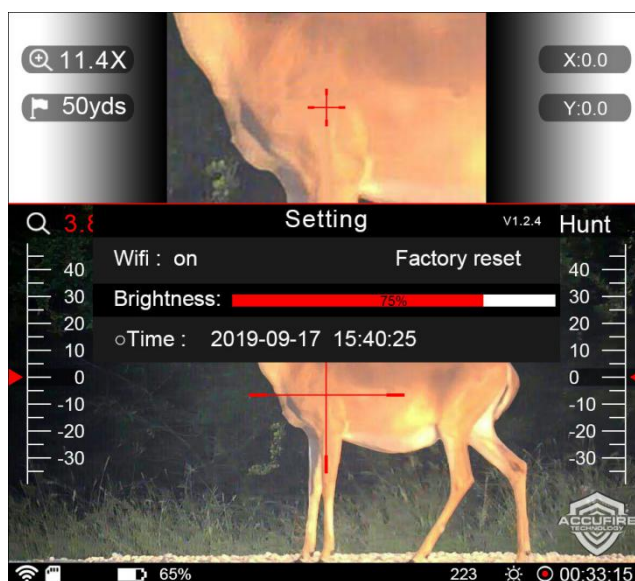 11.4X
X:0.0
50yds
Y:0.0
3.8
Setting
V1.2.4
Hunt
Wifi : on
Factory reset
Brightness:
75%
Time : 2019-09-17 15:40:25
40
30
20
10
0
-10
-20
-30
40
30
20
10
0
-10
-20
-30
ACCUFIRE
TECHNOLOGY
65%
223
00:33:15